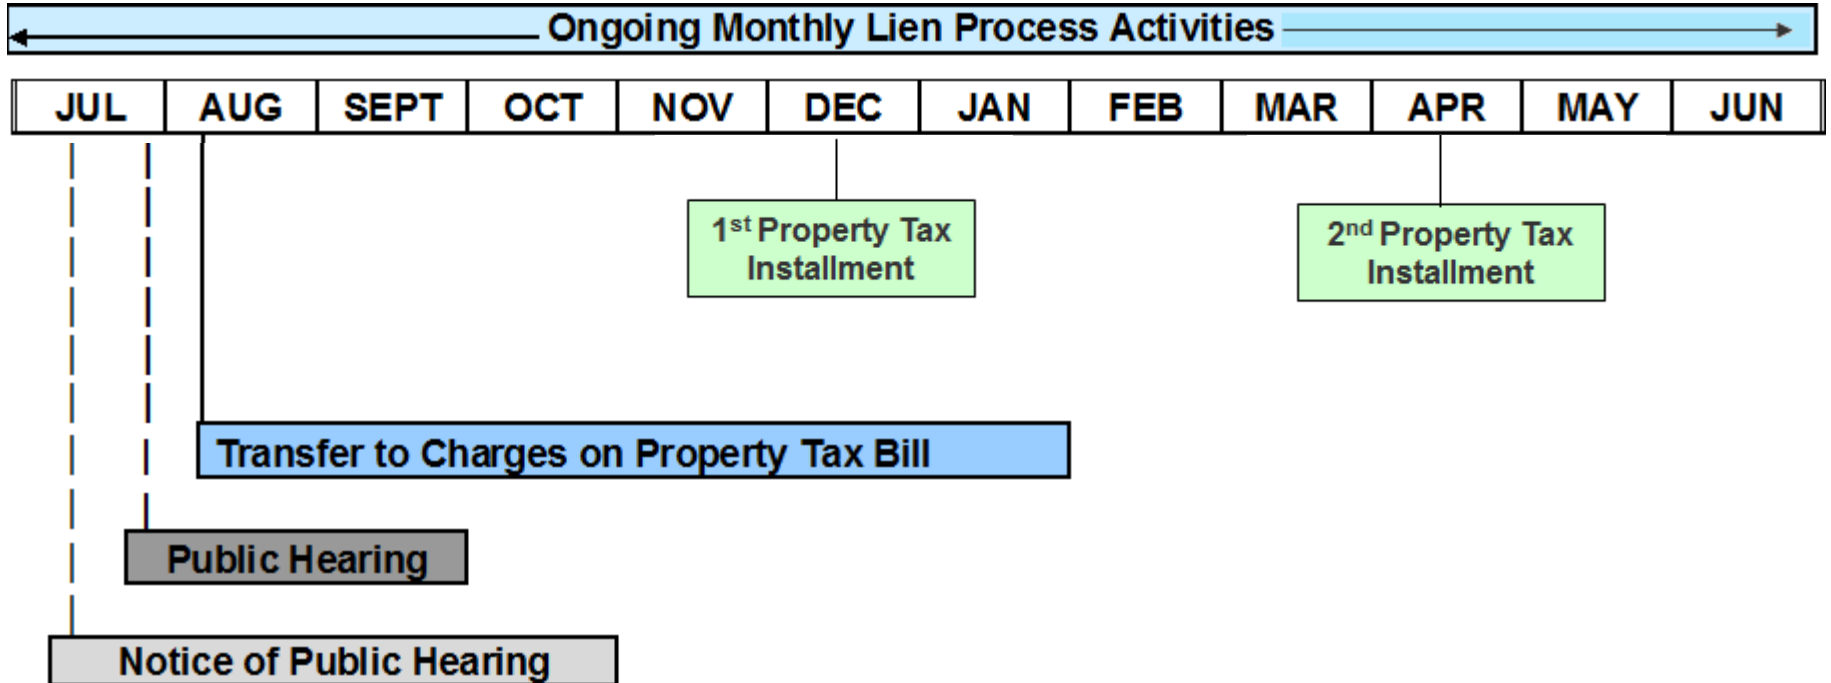 Ongoing Monthly Lien Process Activities
JUL AUG SEPT OCT NOV DEC JAN FEB MAR APR MAY JUN
1st Property Tax
Installment
2nd Property Tax
Installment
Transfer to Charges on Property Tax Bill
Public Hearing
Notice of Public Hearing